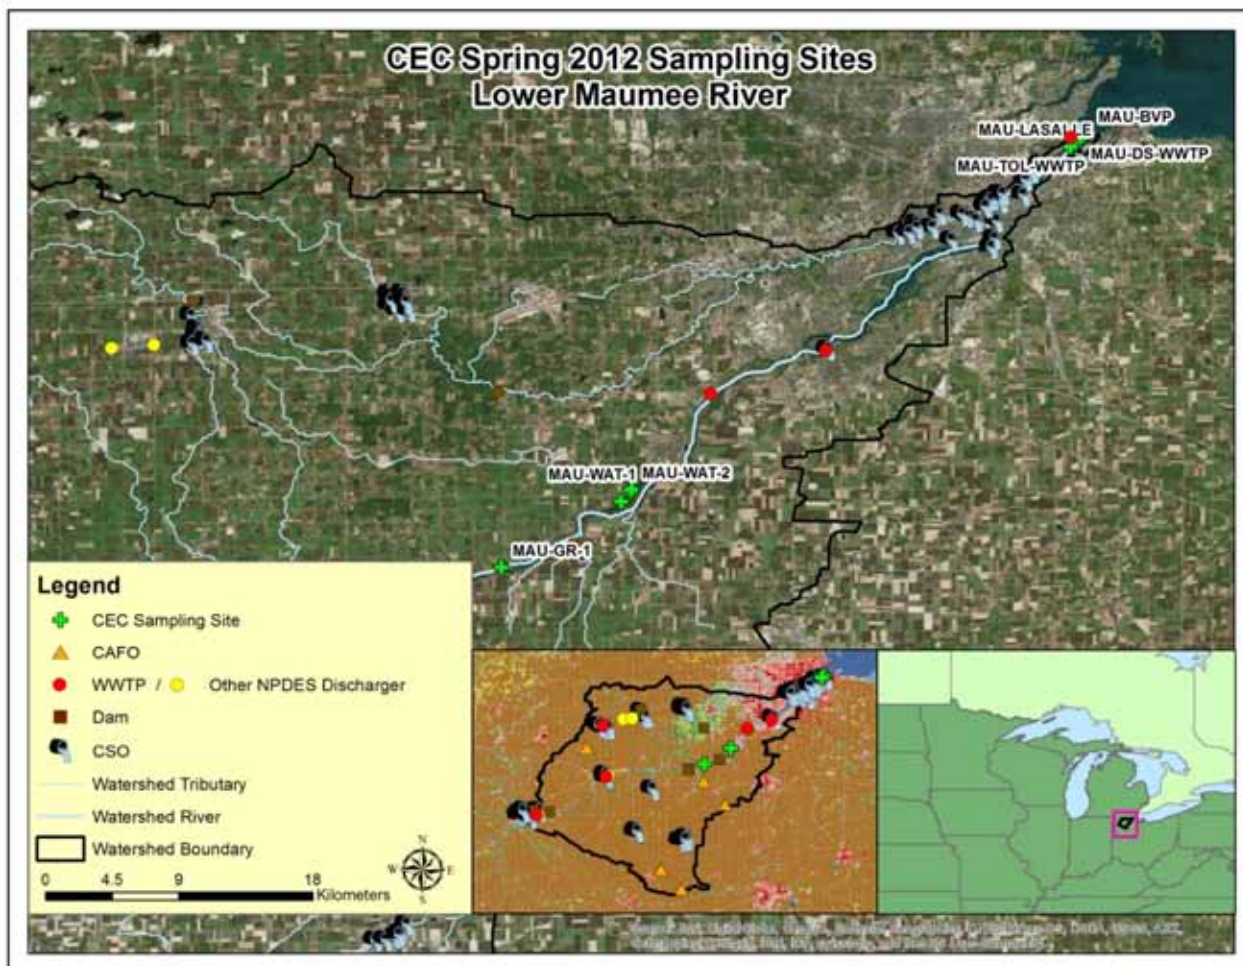 CEC Spring 2012 Sampling Sites
Lower Maumee River
MAU-BVP
MAU-LASALLE
MAU-DS-WWTP
MAU-TOL-WWTP
MAU-WAT-1
MAU-WAT-2
MAU-GR-1
Legend
CEC Sampling Site
CAFO
WWTP / Other NPDES Discharger
Dam
CSO
Watershed Tributary
Watershed River
Watershed Boundary
N
W E
S
0 4.5 9 18
Kilometers